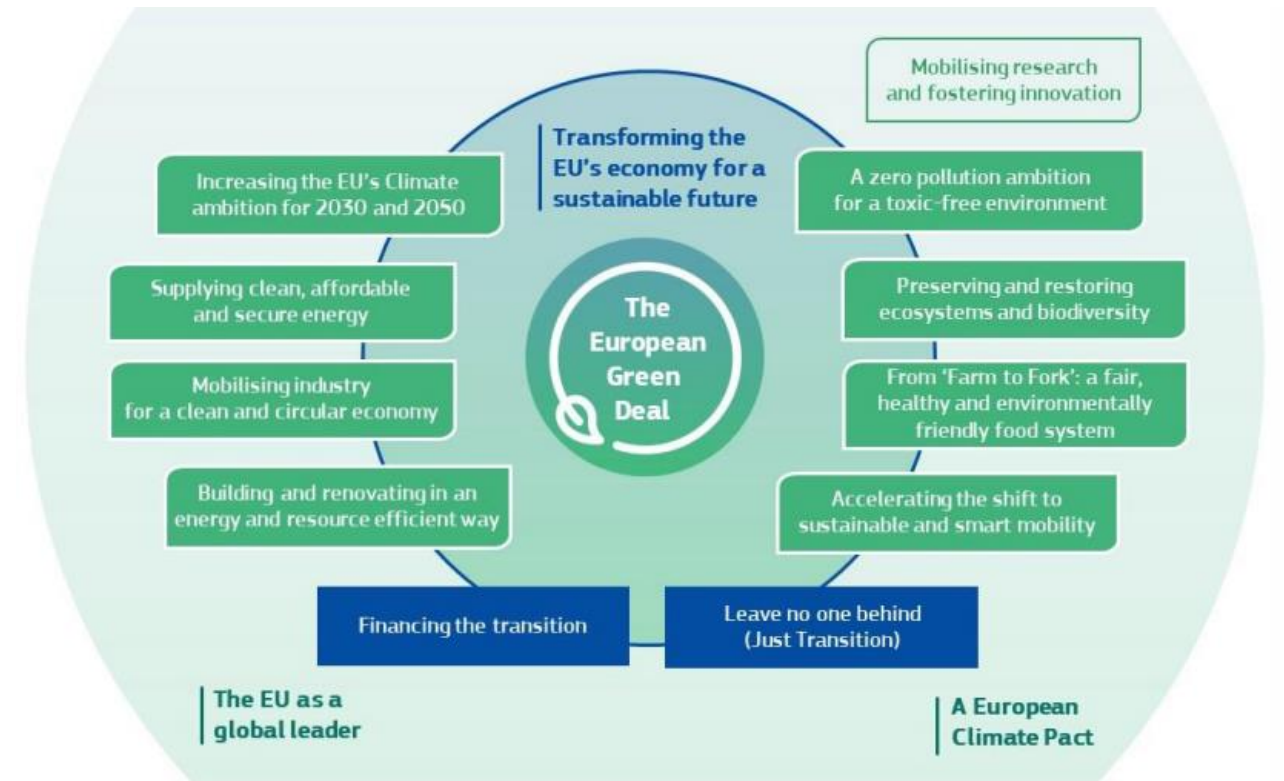 Mobilising research
and fostering innovation
Transforming the
EU's economy for a
sustainable future
Increasing the EU's Climate
ambition for 2030 and 2050
A zero pollution ambition
for a toxic-free environment
Supplying clean, affordable
and secure energy
Preserving and restoring
ecosystems and biodiversity
The
European
Green
Deal
Mobilising industry
for a clean and circular economy
From ‘Farm to Fork’: a fair,
healthy and environmentally
friendly food system
Building and renovating in an
energy and resource efficient way
Accelerating the shift to
sustainable and smart mobility
Financing the transition
Leave no one behind
(Just Transition)
The EU as a
global leader
A European
Climate Pact